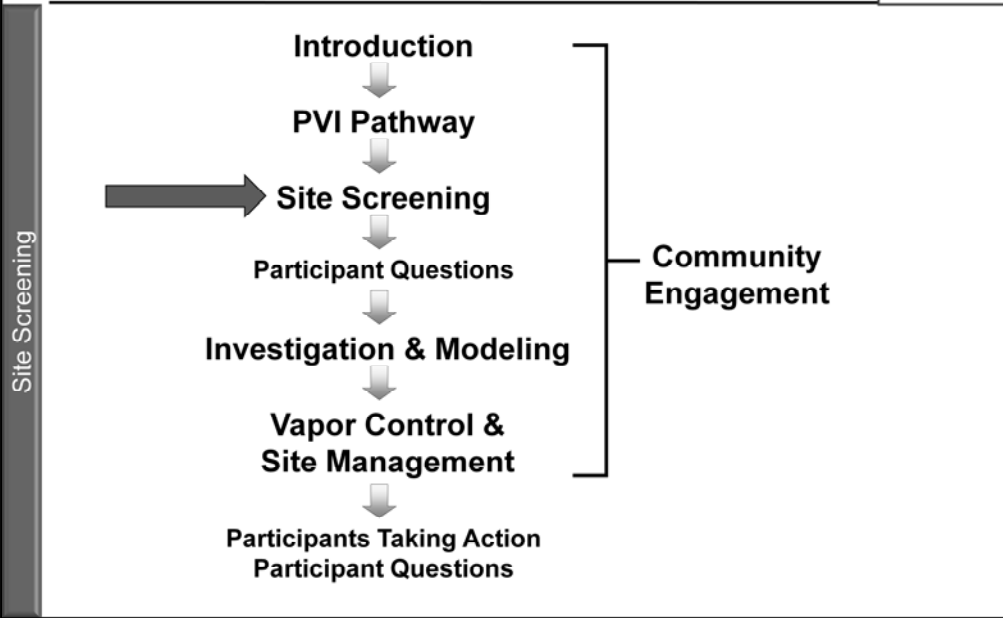 Site Screening
Introduction
PVI Pathway
Site Screening
Participant Questions
Investigation & Modeling
Vapor Control &
Site Management
Participants Taking Action
Participant Questions
Community
Engagement